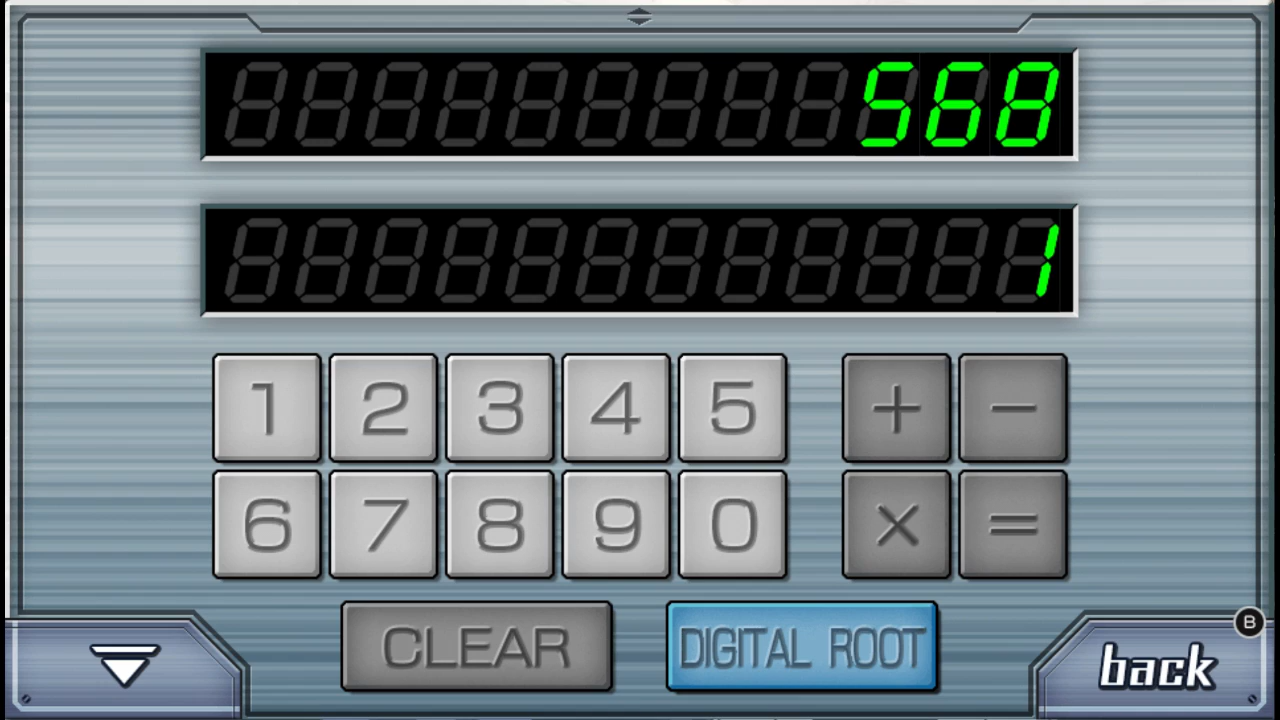 568
1
1 2 3 4 5 + −
6 7 8 9 0 × =
CLEAR DIGITAL ROOT
B
back